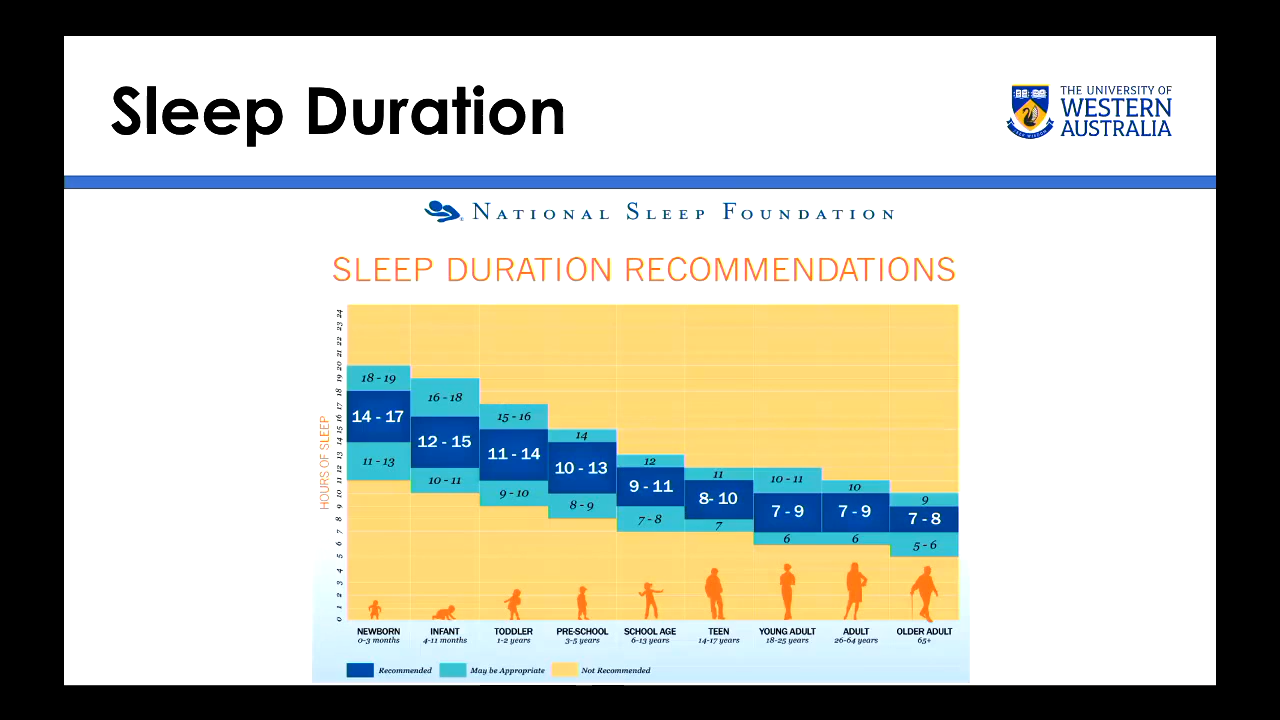 Sleep Duration
THE UNIVERSITY OF
WESTERN
AUSTRALIA
NATIONAL SLEEP FOUNDATION
SLEEP DURATION RECOMMENDATIONS
HOURS OF SLEEP
24
23
22
21
20
19
18
17
16
15
14
13
12
11
10
9
8
7
6
5
4
3
2
1
0
18 - 19
14 - 17
11 - 13
16 - 18
12 - 15
10 - 11
15 - 16
11 - 14
9 - 10
14
10 - 13
8 - 9
12
9 - 11
7 - 8
11
8- 10
7
10 - 11
7 - 9
6
10
7 - 9
6
9
7 - 8
5 - 6
NEWBORN
0-3 months
INFANT
4-11 months
TODDLER
1-2 years
PRE-SCHOOL
3-5 years
SCHOOL AGE
6-13 years
TEEN
14-17 years
YOUNG ADULT
18-25 years
ADULT
26-64 years
OLDER ADULT
65+
Recommended
May be Appropriate
Not Recommended